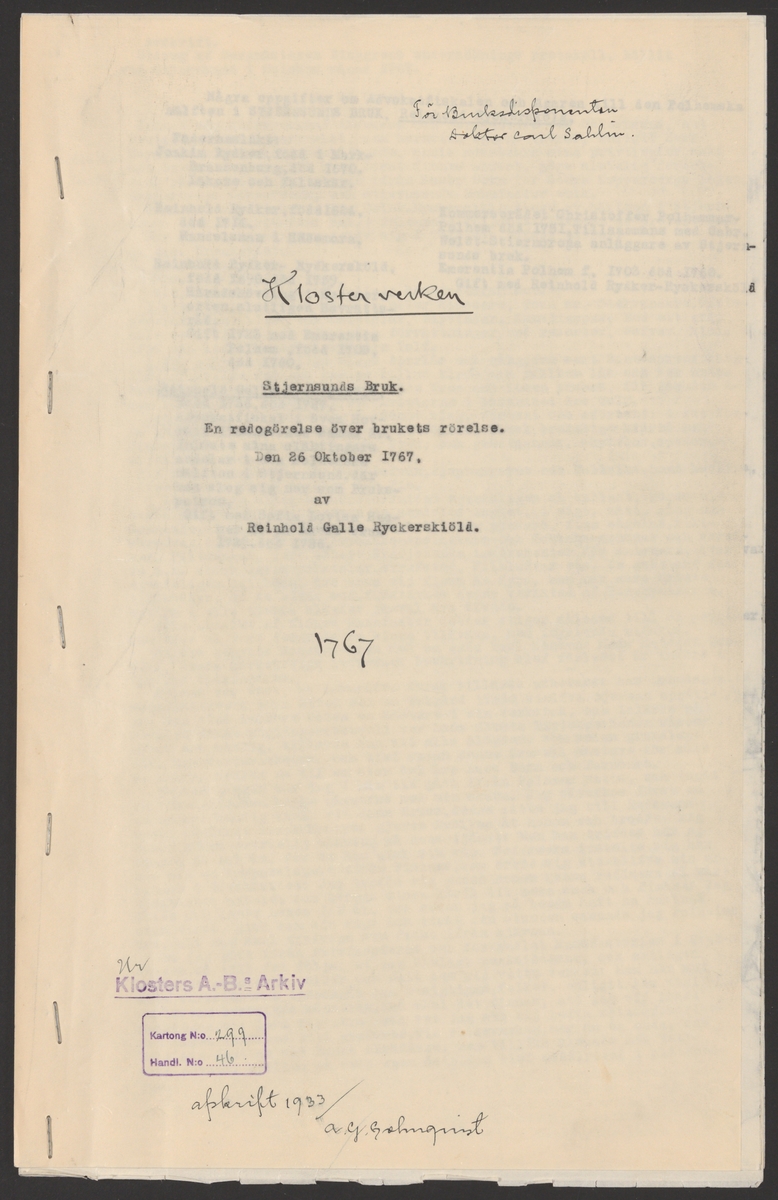 För Bruksdisponenten
Doktor Carl Sahlin.
Klosterverken
Stjernsunds Bruk.
En redogörelse över brukets rörelse.
Den 26 Oktober 1767,
av
Reinhold Galle Ryckerskiöld.
1767
Ur
Klosters A.-B.s Arkiv
Kartong N:o 299
Handl. N:o 46
afskrift 1933
A. G. Holmquist